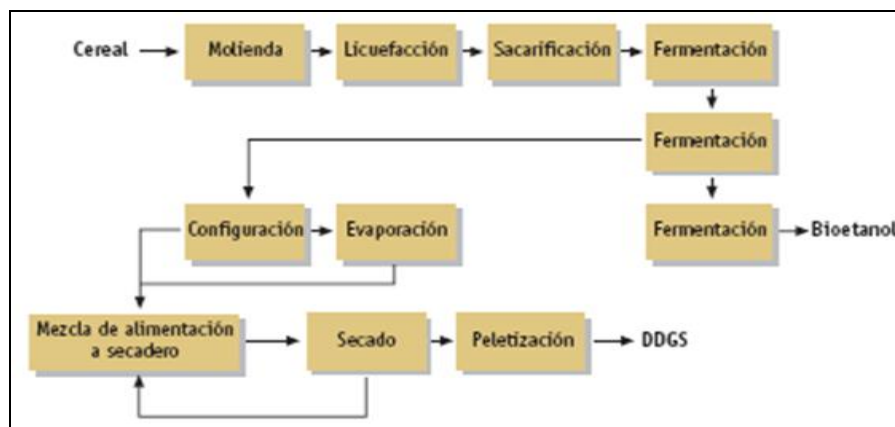 Cereal
Molienda
Licuefacción
Sacarificación
Fermentación
Fermentación
Configuración
Evaporación
Fermentación
Bioetanol
Mezcla de alimentación
a secadero
Secado
Peletización
DDGS